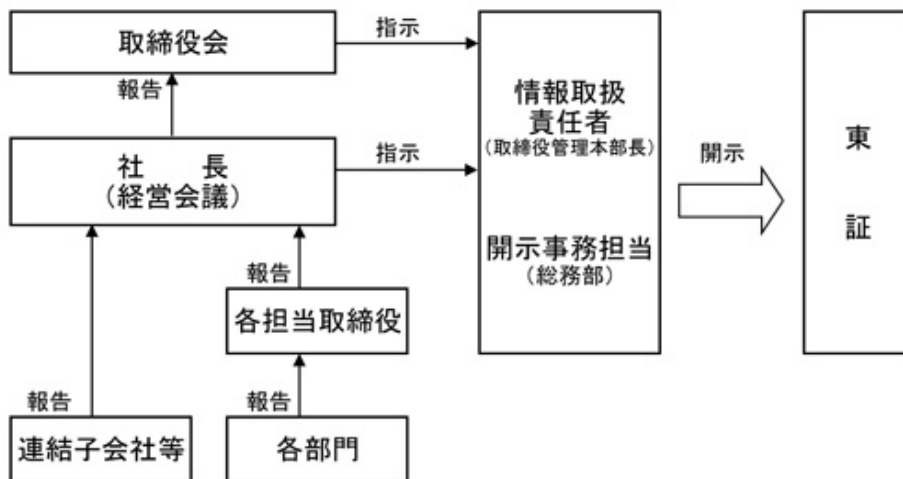 取締役会
指示
報告
社　　長
（経営会議）
指示
情報取扱
責任者
（取締役管理本部長）
開示事務担当
（総務部）
開示
東
証
報告
各担当取締役
報告
報告
連結子会社等
各部門